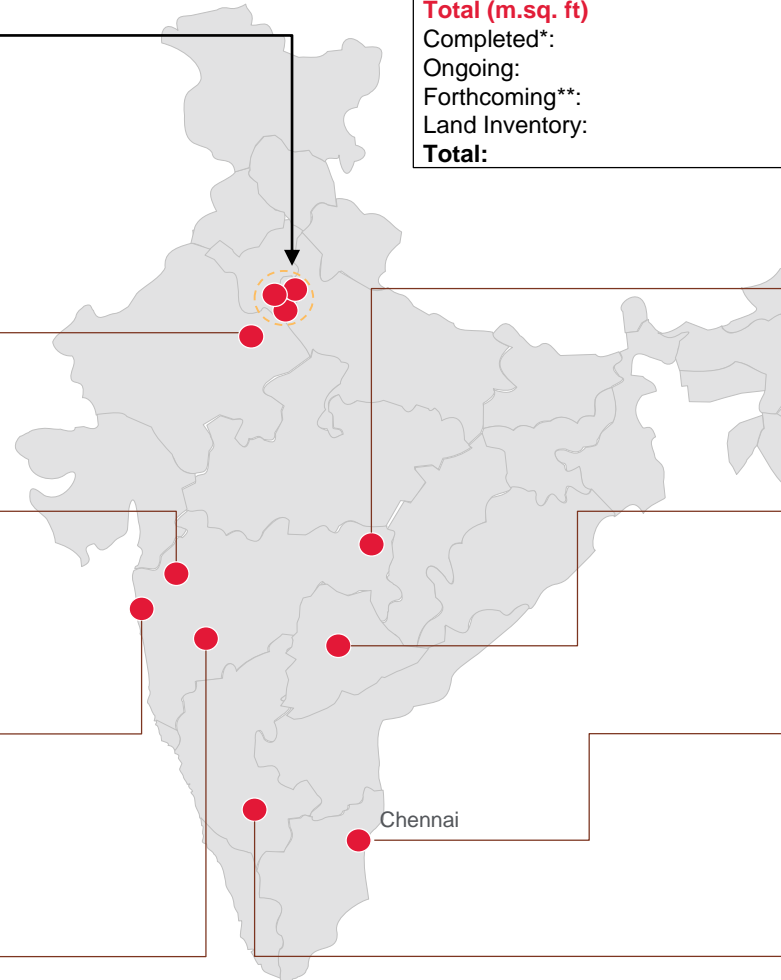 Total (m.sq. ft)
Completed*:
Ongoing:
Forthcoming**:
Land Inventory:
Total:
Chennai